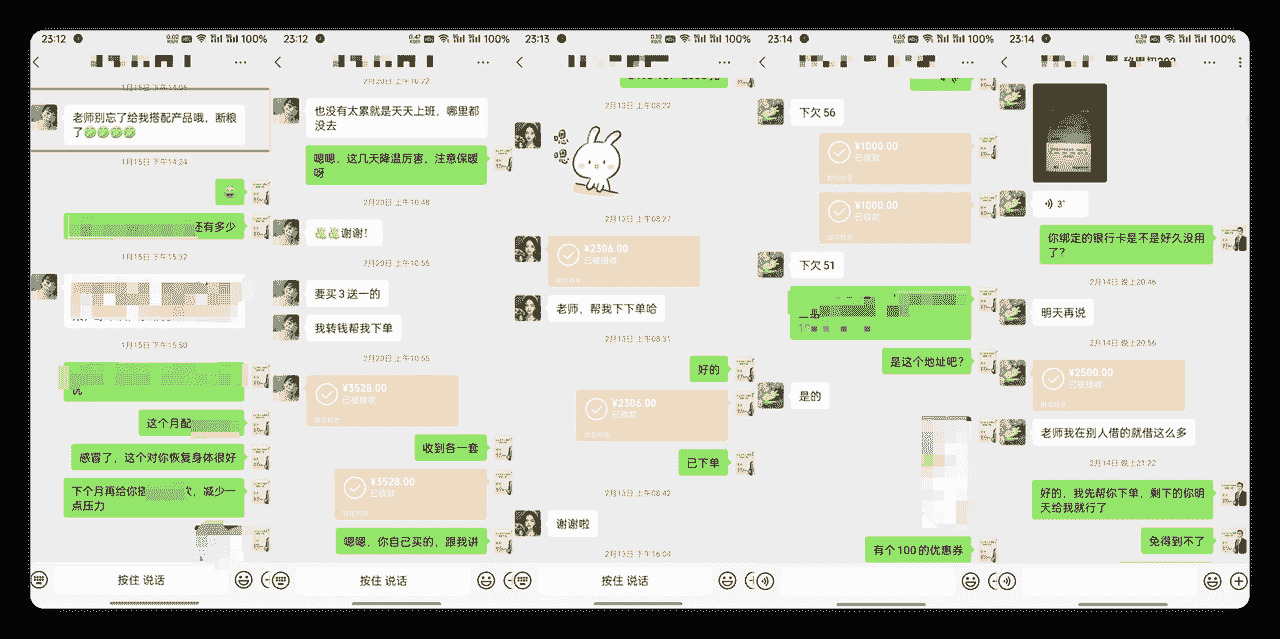 23:12
100%
1月15日 下午14:05
老师别忘了给我搭配产品哦，断粮
了
1月15日 下午14:24
还有多少
1月15日 下午15:32
1月15日 下午15:50
这个月配
感冒了，这个对你恢复身体很好
下个月再给你搭
减少一
点压力
按住 说话
23:12
100%
2月20日 上午10:22
也没有太累就是天天上班，哪里都
没去
嗯嗯，这几天降温厉害，注意保暖
呀
2月20日 上午10:48
谢谢！
2月20日 上午10:55
要买3送一的
我转钱帮我下单
2月20日 上午10:55
¥3528.00
已被接收
收到各一套
¥3528.00
已收款
嗯嗯，你自己买的，跟我讲
按住 说话
23:13
100%
2月13日 上午08:22
嗯
嗯
2月13日 上午08:27
¥2306.00
已被接收
老师，帮我下下单哈
2月13日 上午08:31
好的
¥2306.00
已收款
已下单
2月13日 上午08:42
谢谢啦
2月13日 下午16:04
按住 说话
23:14
100%
下欠 56
¥1000.00
已收款
¥1000.00
已收款
下欠 51
是这个地址吧？
是的
有个100的优惠券
23:14
100%
3"
你绑定的银行卡是不是好久没用
了？
2月14日 晚上20:46
明天再说
2月14日 晚上20:56
¥2500.00
已被接收
老师我在别人借的就借这么多
2月14日 晚上21:22
好的，我先帮你下单，剩下的你明
天给我就行了
免得到不了